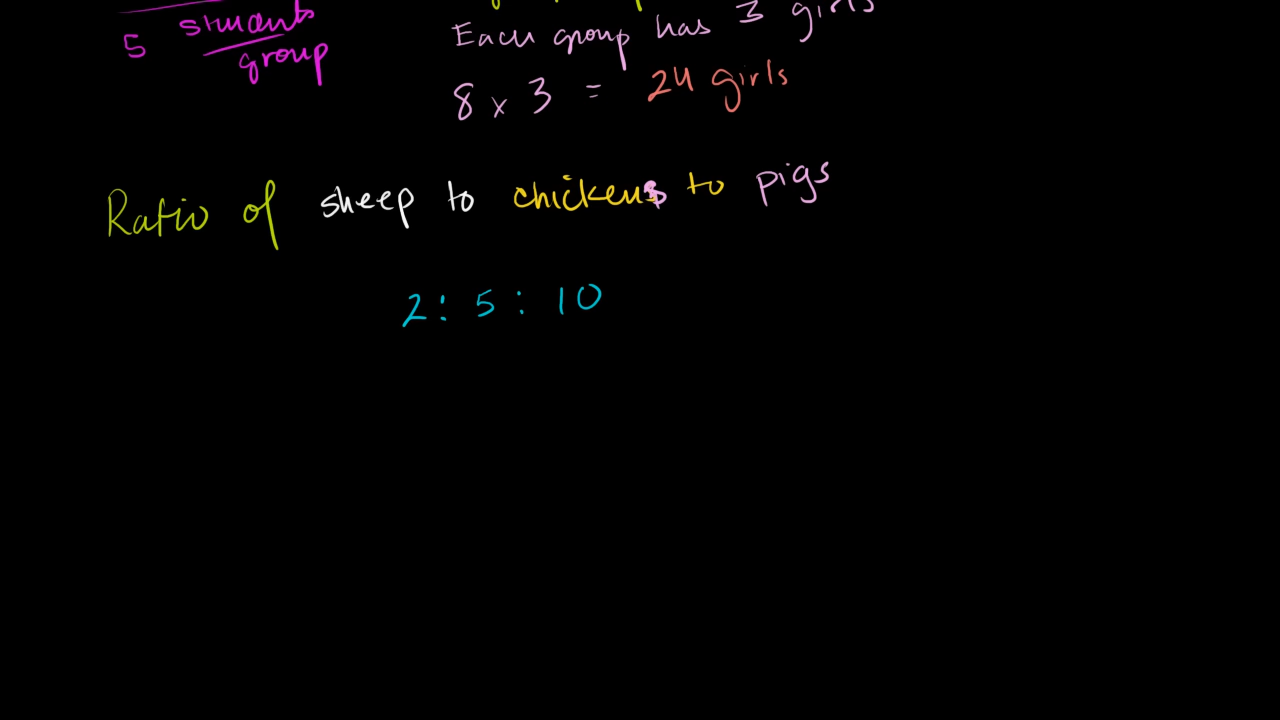 5 students
group
Each group has 3 girls
8 x 3 = 24 girls
Ratio of sheep to chickens to pigs
2 : 5 : 10